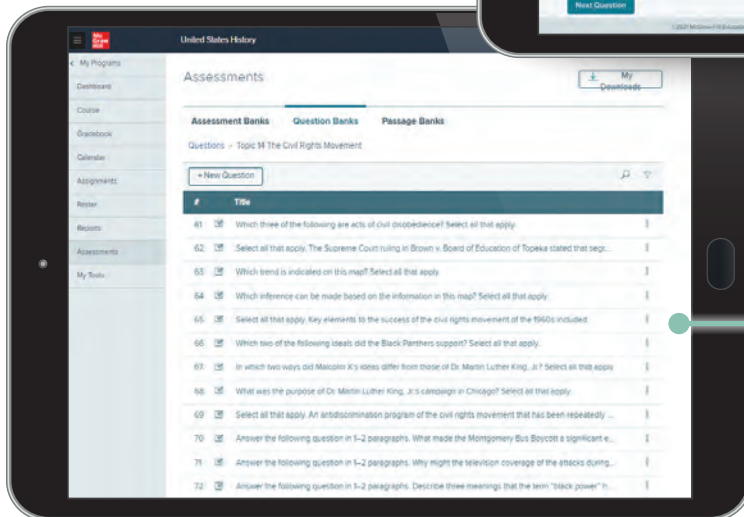 Next Question
©2021 McGraw-Hill Education
Mc
Graw
Hill
United States History
< My Programs
Dashboard
Course
Gradebook
Calendar
Assignments
Roster
Reports
Assessments
My Tools
Assessments
My
Downloads
Assessment Banks Question Banks Passage Banks
Questions > Topic 14 The Civil Rights Movement
+ New Question
# Title
61 Which three of the following are acts of civil disobedience? Select all that apply.
62 Select all that apply. The Supreme Court ruling in Brown v. Board of Education of Topeka stated that segr...
63 Which trend is indicated on this map? Select all that apply.
64 Which inference can be made based on the information in this map? Select all that apply.
65 Select all that apply. Key elements to the success of the civil rights movement of the 1960s included
66 Which two of the following ideals did the Black Panthers support? Select all that apply.
67 In which two ways did Malcolm X's ideas differ from those of Dr. Martin Luther King, Jr.? Select all that apply
68 What was the purpose of Dr. Martin Luther King, Jr.'s campaign in Chicago? Select all that apply.
69 Select all that apply. An antidiscrimination program of the civil rights movement that has been repeatedly ...
70 Answer the following question in 1–2 paragraphs. What made the Montgomery Bus Boycott a significant e...
71 Answer the following question in 1–2 paragraphs. Why might the television coverage of the attacks during...
72 Answer the following question in 1–2 paragraphs. Describe three meanings that the term "black power" h...